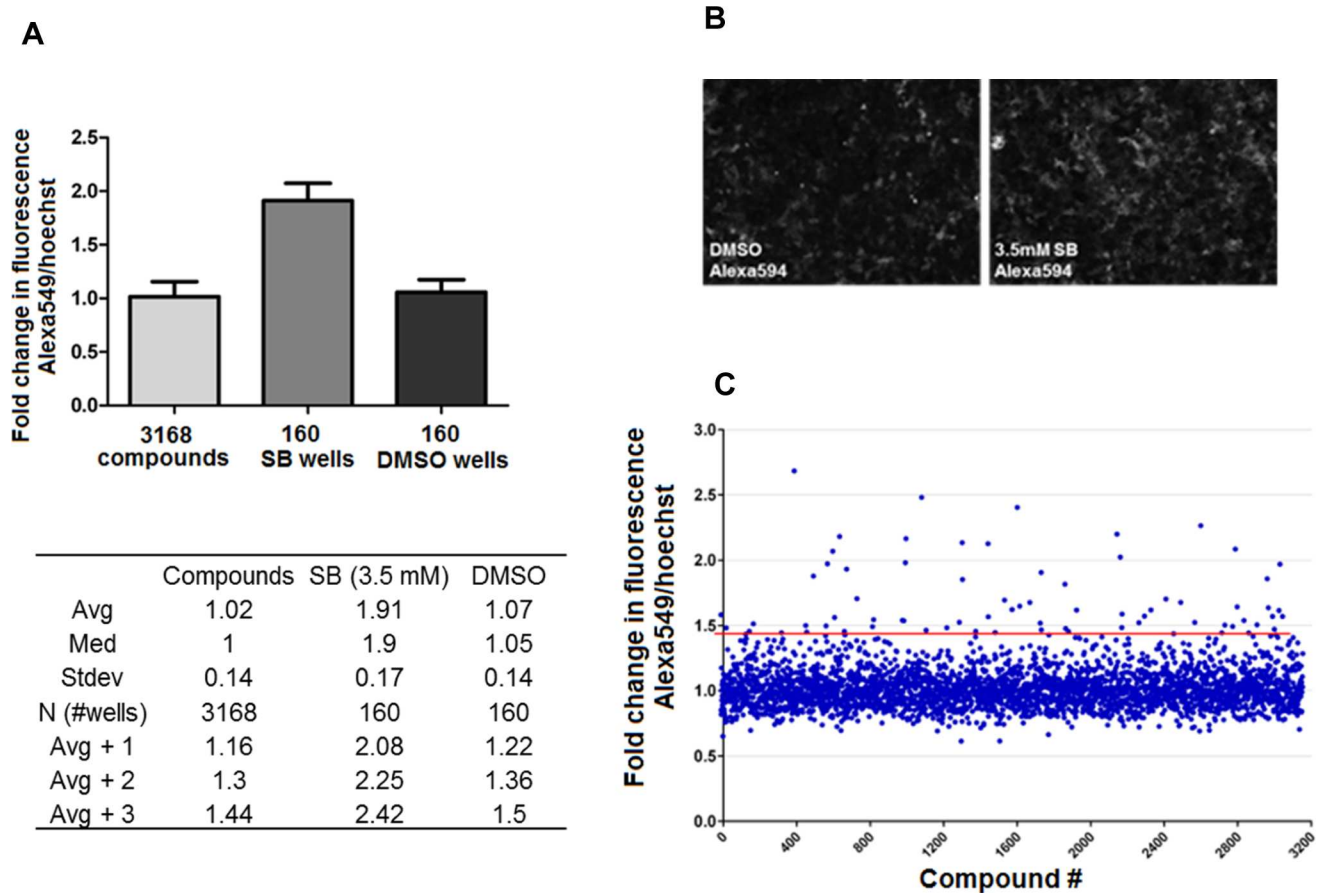 A
Fold change in fluorescence
Alexa549/hoechst
2.5
2.0
1.5
1.0
0.5
0.0
3168
compounds
160
SB wells
160
DMSO wells
Compounds SB (3.5 mM) DMSO
Avg 1.02 1.91 1.07
Med 1 1.9 1.05
Stdev 0.14 0.17 0.14
N (#wells) 3168 160 160
Avg + 1 1.16 2.08 1.22
Avg + 2 1.3 2.25 1.36
Avg + 3 1.44 2.42 1.5
B
DMSO
Alexa594
3.5mM SB
Alexa594
C
Fold change in fluorescence
Alexa549/hoechst
3.0
2.5
2.0
1.5
1.0
0.5
0.0
0 400 800 1200 1600 2000 2400 2800 3200
Compound #